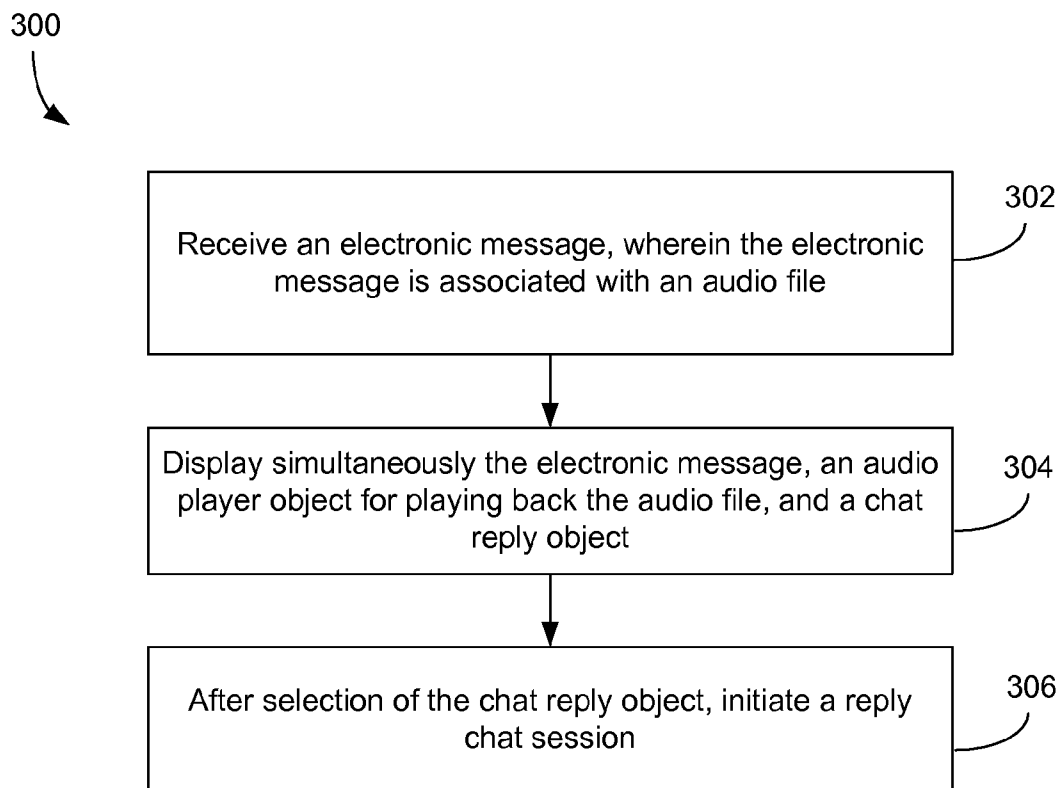 300
302
Receive an electronic message, wherein the electronic
message is associated with an audio file
Display simultaneously the electronic message, an audio
player object for playing back the audio file, and a chat
reply object
304
After selection of the chat reply object, initiate a reply
chat session
306